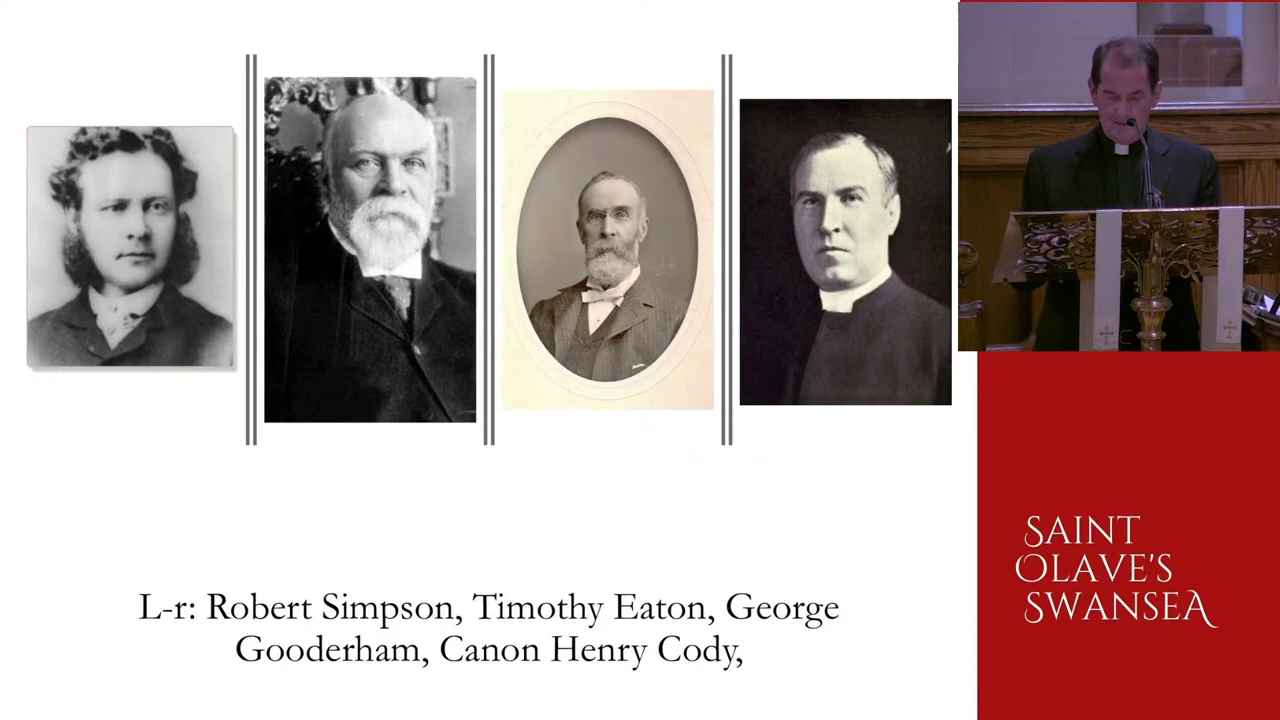 L-r: Robert Simpson, Timothy Eaton, George
Gooderham, Canon Henry Cody,
SAINT
OLAVE'S
SWANSEA